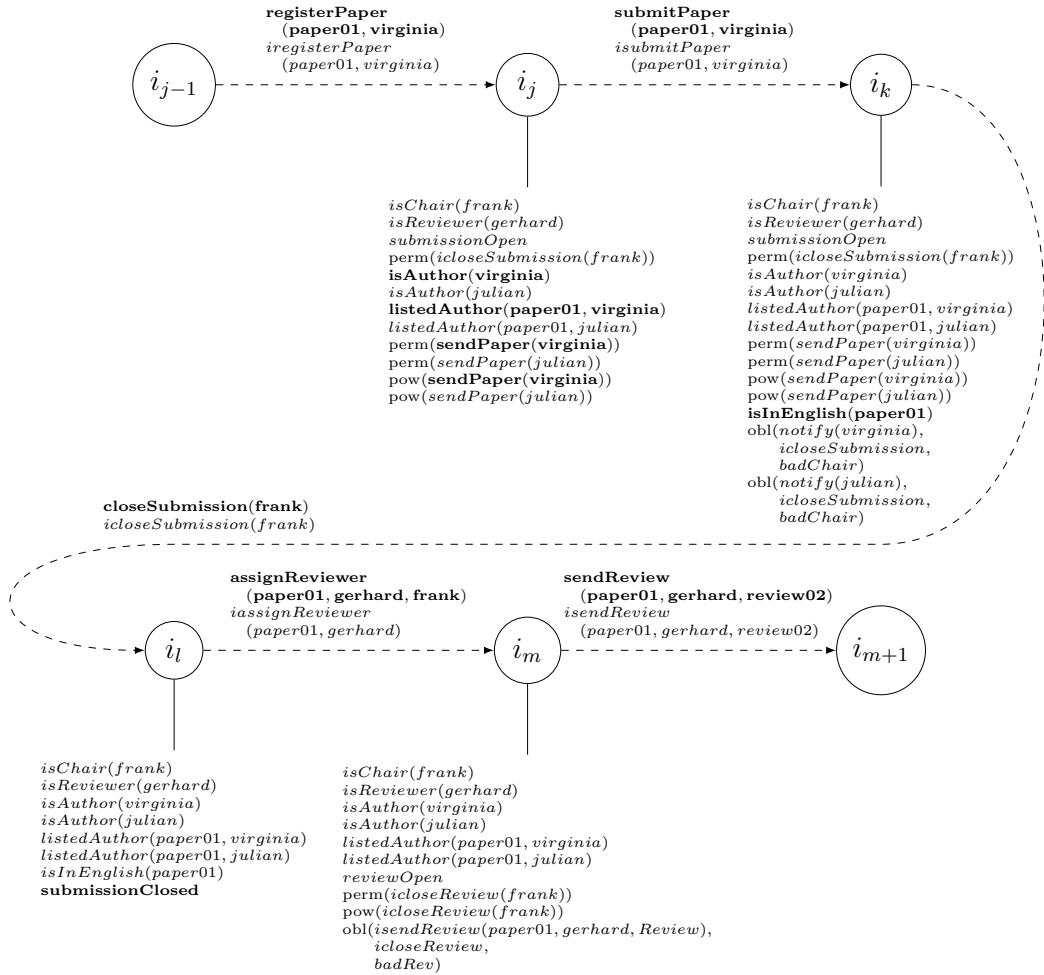 registerPaper
(paper01, virginia)
iregisterPaper
(paper01, virginia)
submitPaper
(paper01, virginia)
isubmitPaper
(paper01, virginia)
i_{j−1}
i_j
i_k
isChair(frank)
isReviewer(gerhard)
submissionOpen
perm(icloseSubmission(frank))
isAuthor(virginia)
isAuthor(julian)
listedAuthor(paper01, virginia)
listedAuthor(paper01, julian)
perm(sendPaper(virginia))
perm(sendPaper(julian))
pow(sendPaper(virginia))
pow(sendPaper(julian))
isChair(frank)
isReviewer(gerhard)
submissionOpen
perm(icloseSubmission(frank))
isAuthor(virginia)
isAuthor(julian)
listedAuthor(paper01, virginia)
listedAuthor(paper01, julian)
perm(sendPaper(virginia))
perm(sendPaper(julian))
pow(sendPaper(virginia))
pow(sendPaper(julian))
isInEnglish(paper01)
obl(notify(virginia),
icloseSubmission,
badChair)
obl(notify(julian),
icloseSubmission,
badChair)
closeSubmission(frank)
icloseSubmission(frank)
assignReviewer
(paper01, gerhard, frank)
iassignReviewer
(paper01, gerhard)
sendReview
(paper01, gerhard, review02)
isendReview
(paper01, gerhard, review02)
i_l
i_m
i_{m+1}
isChair(frank)
isReviewer(gerhard)
isAuthor(virginia)
isAuthor(julian)
listedAuthor(paper01, virginia)
listedAuthor(paper01, julian)
isInEnglish(paper01)
submissionClosed
isChair(frank)
isReviewer(gerhard)
isAuthor(virginia)
isAuthor(julian)
listedAuthor(paper01, virginia)
listedAuthor(paper01, julian)
reviewOpen
perm(icloseReview(frank))
pow(icloseReview(frank))
obl(isendReview(paper01, gerhard, Review),
icloseReview,
badRev)